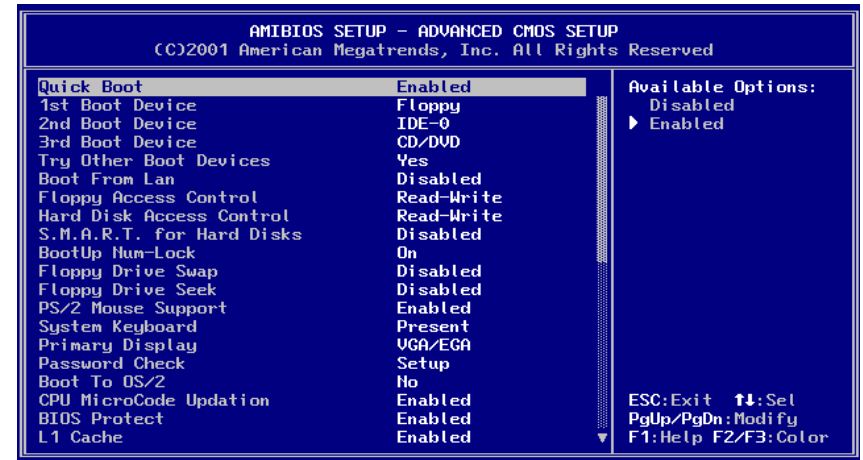 AMIBIOS SETUP - ADVANCED CMOS SETUP
(C)2001 American Megatrends, Inc. All Rights Reserved
Quick Boot Enabled
1st Boot Device Floppy
2nd Boot Device IDE-0
3rd Boot Device CD/DVD
Try Other Boot Devices Yes
Boot From Lan Disabled
Floppy Access Control Read-Write
Hard Disk Access Control Read-Write
S.M.A.R.T. for Hard Disks Disabled
BootUp Num-Lock On
Floppy Drive Swap Disabled
Floppy Drive Seek Disabled
PS/2 Mouse Support Enabled
System Keyboard Present
Primary Display VGA/EGA
Password Check Setup
Boot To OS/2 No
CPU MicroCode Updation Enabled
BIOS Protect Enabled
L1 Cache Enabled
Available Options:
Disabled
Enabled
ESC:Exit ↑↓:Sel
PgUp/PgDn:Modify
F1:Help F2/F3:Color